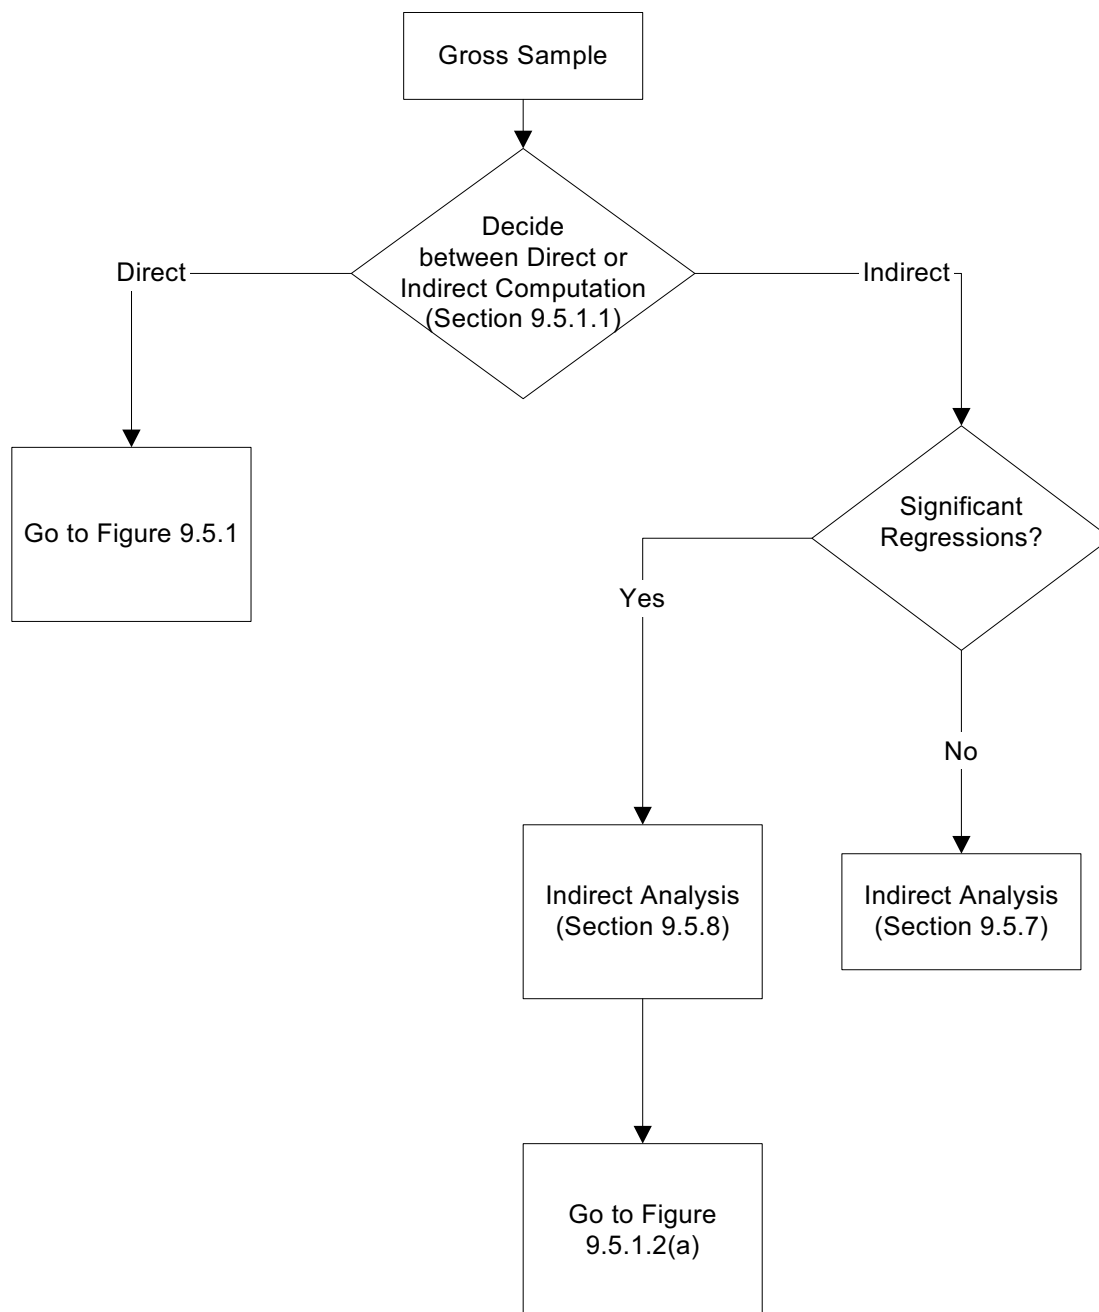 Gross Sample
Decide
between Direct or
Indirect Computation
(Section 9.5.1.1)
Direct
Indirect
Go to Figure 9.5.1
Significant
Regressions?
Yes
No
Indirect Analysis
(Section 9.5.8)
Indirect Analysis
(Section 9.5.7)
Go to Figure
9.5.1.2(a)